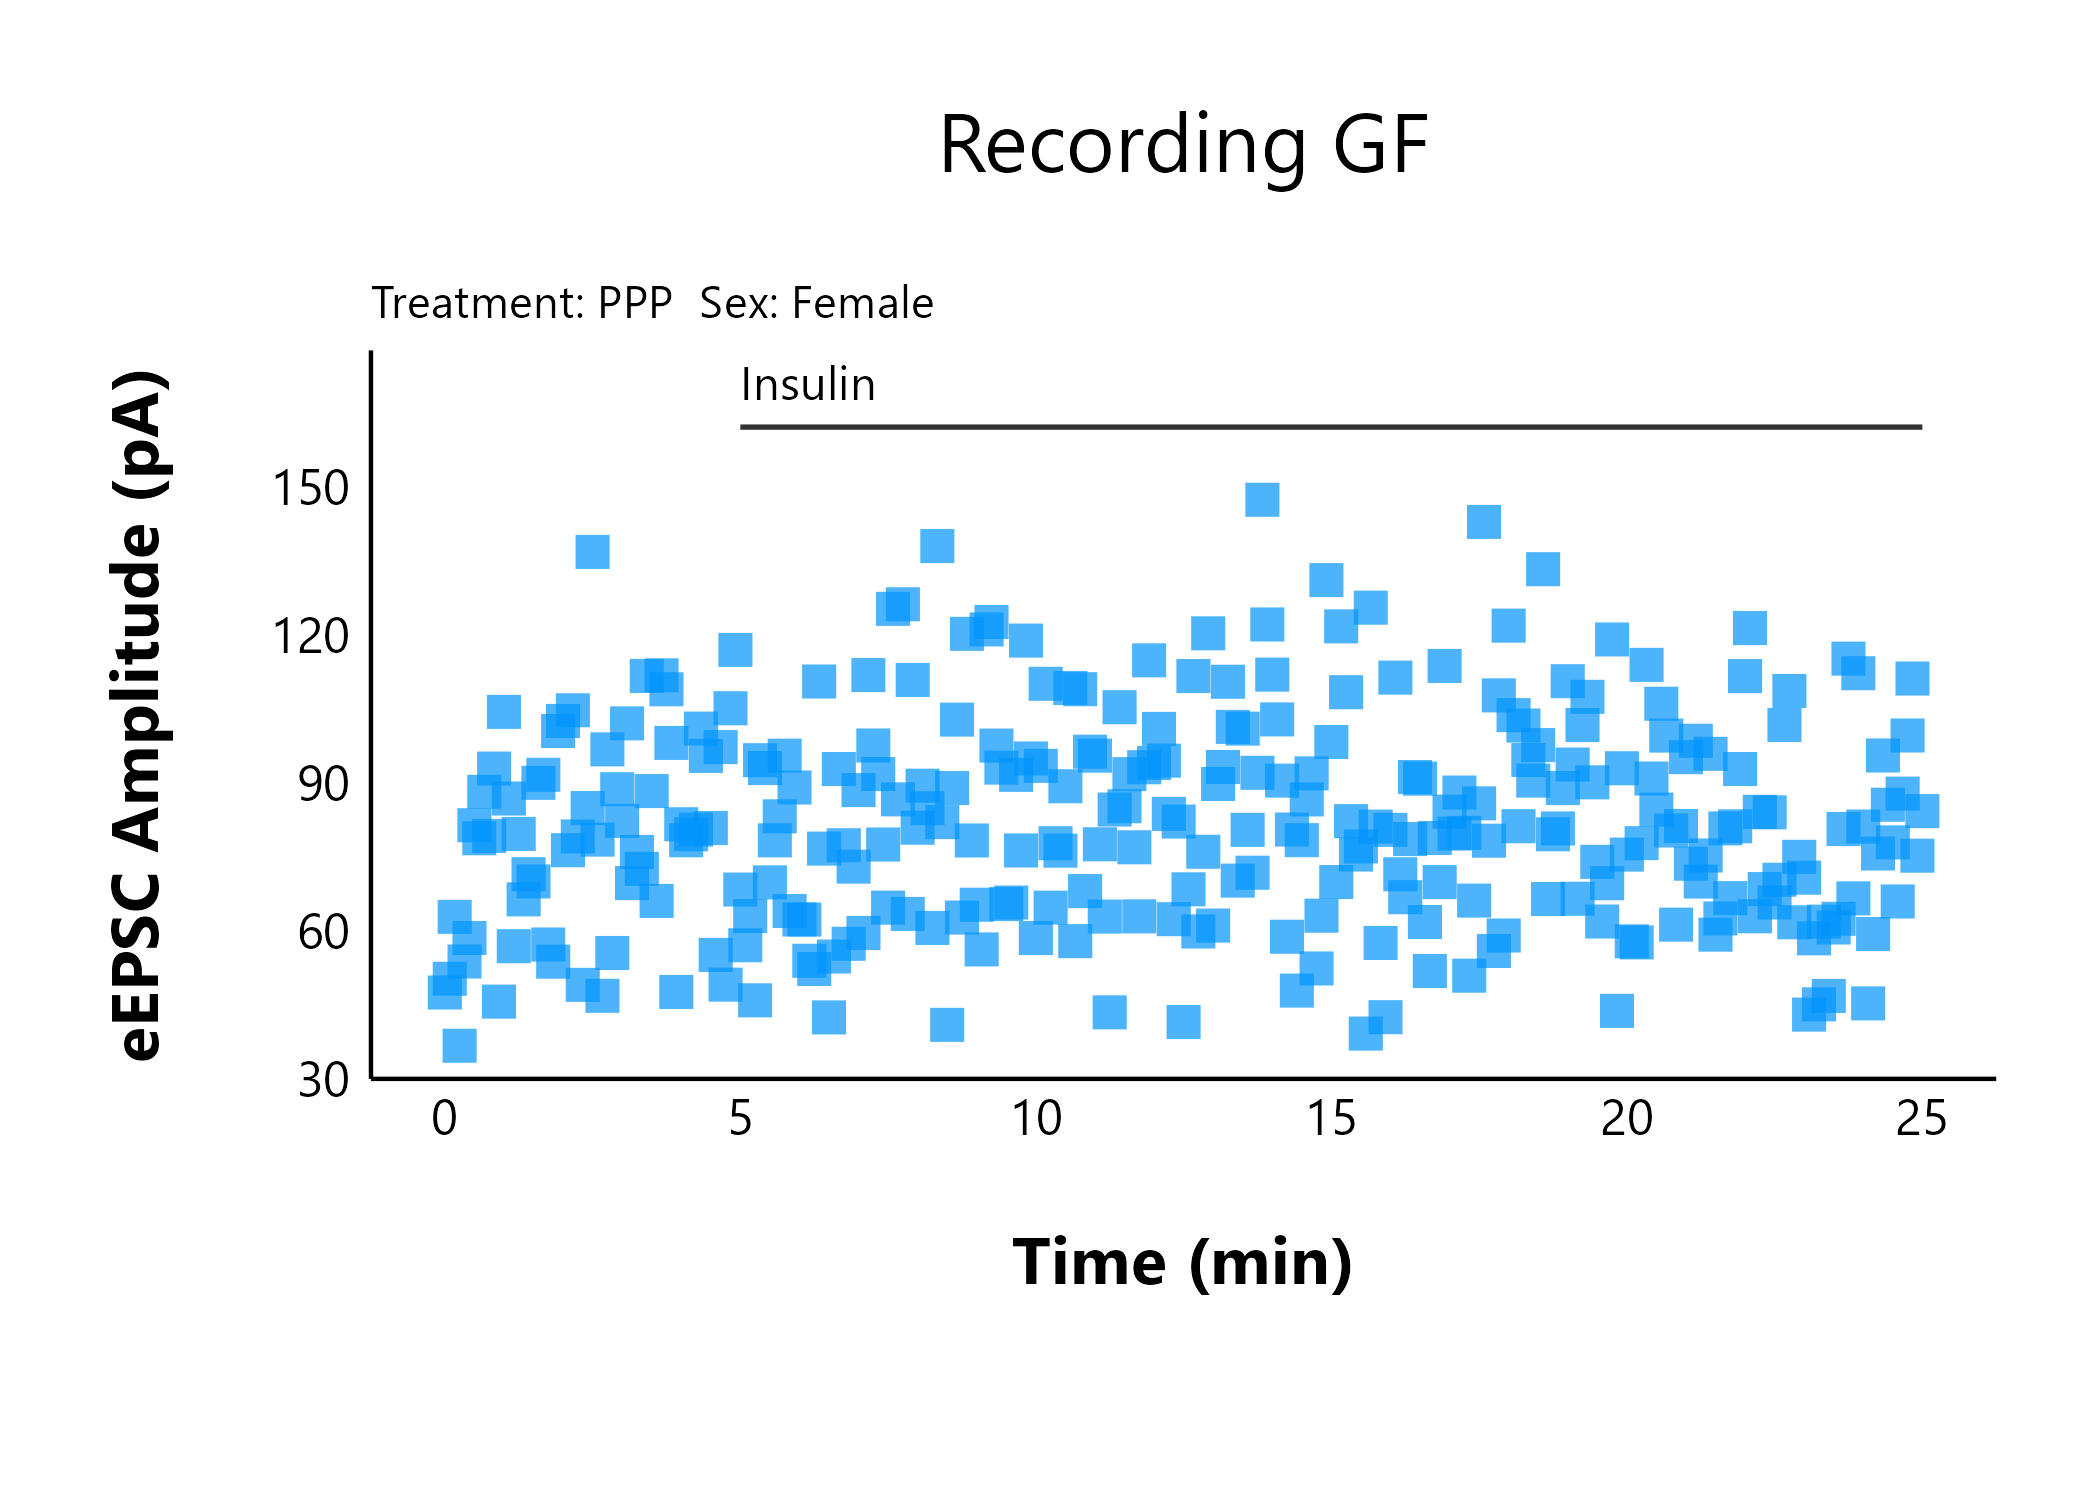 Recording GF
Treatment: PPP  Sex: Female
Insulin
eEPSC Amplitude (pA)
150
120
90
60
30
0 5 10 15 20 25
Time (min)